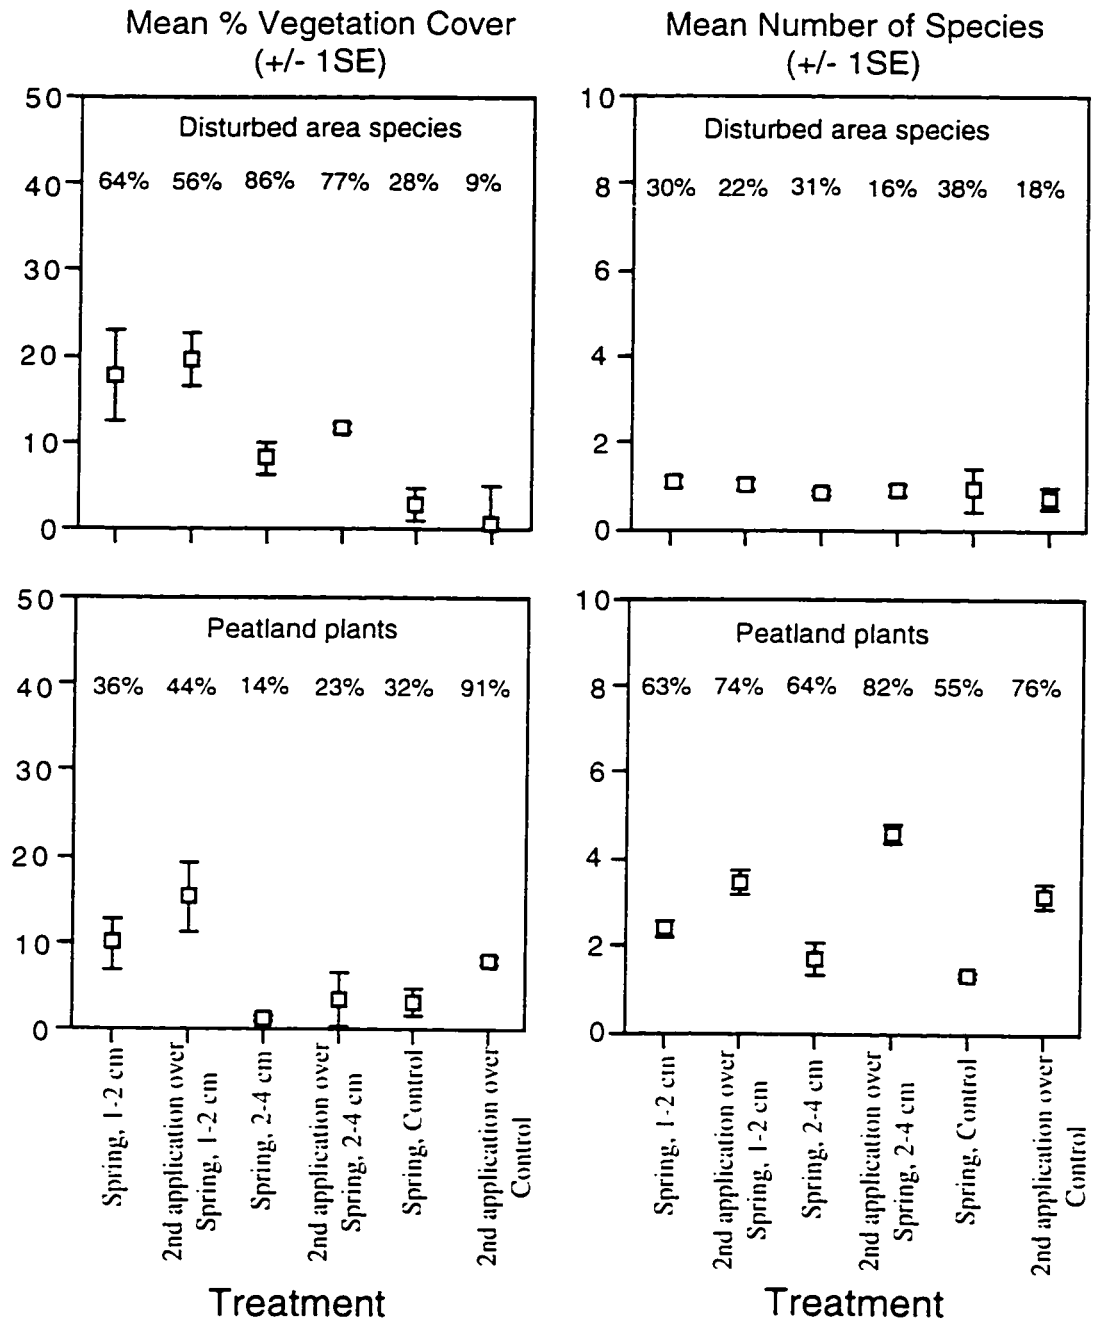 Mean % Vegetation Cover
(+/- 1SE)
50
Disturbed area species
64% 56% 86% 77% 28% 9%
40
30
20
10
0
Mean Number of Species
(+/- 1SE)
10
Disturbed area species
30% 22% 31% 16% 38% 18%
8
6
4
2
0
50
Peatland plants
36% 44% 14% 23% 32% 91%
40
30
20
10
0
Spring, 1-2 cm
2nd application over
Spring, 1-2 cm
Spring, 2-4 cm
2nd application over
Spring, 2-4 cm
Spring, Control
2nd application over
Control
Treatment
10
Peatland plants
63% 74% 64% 82% 55% 76%
8
6
4
2
0
Spring, 1-2 cm
2nd application over
Spring, 1-2 cm
Spring, 2-4 cm
2nd application over
Spring, 2-4 cm
Spring, Control
2nd application over
Control
Treatment